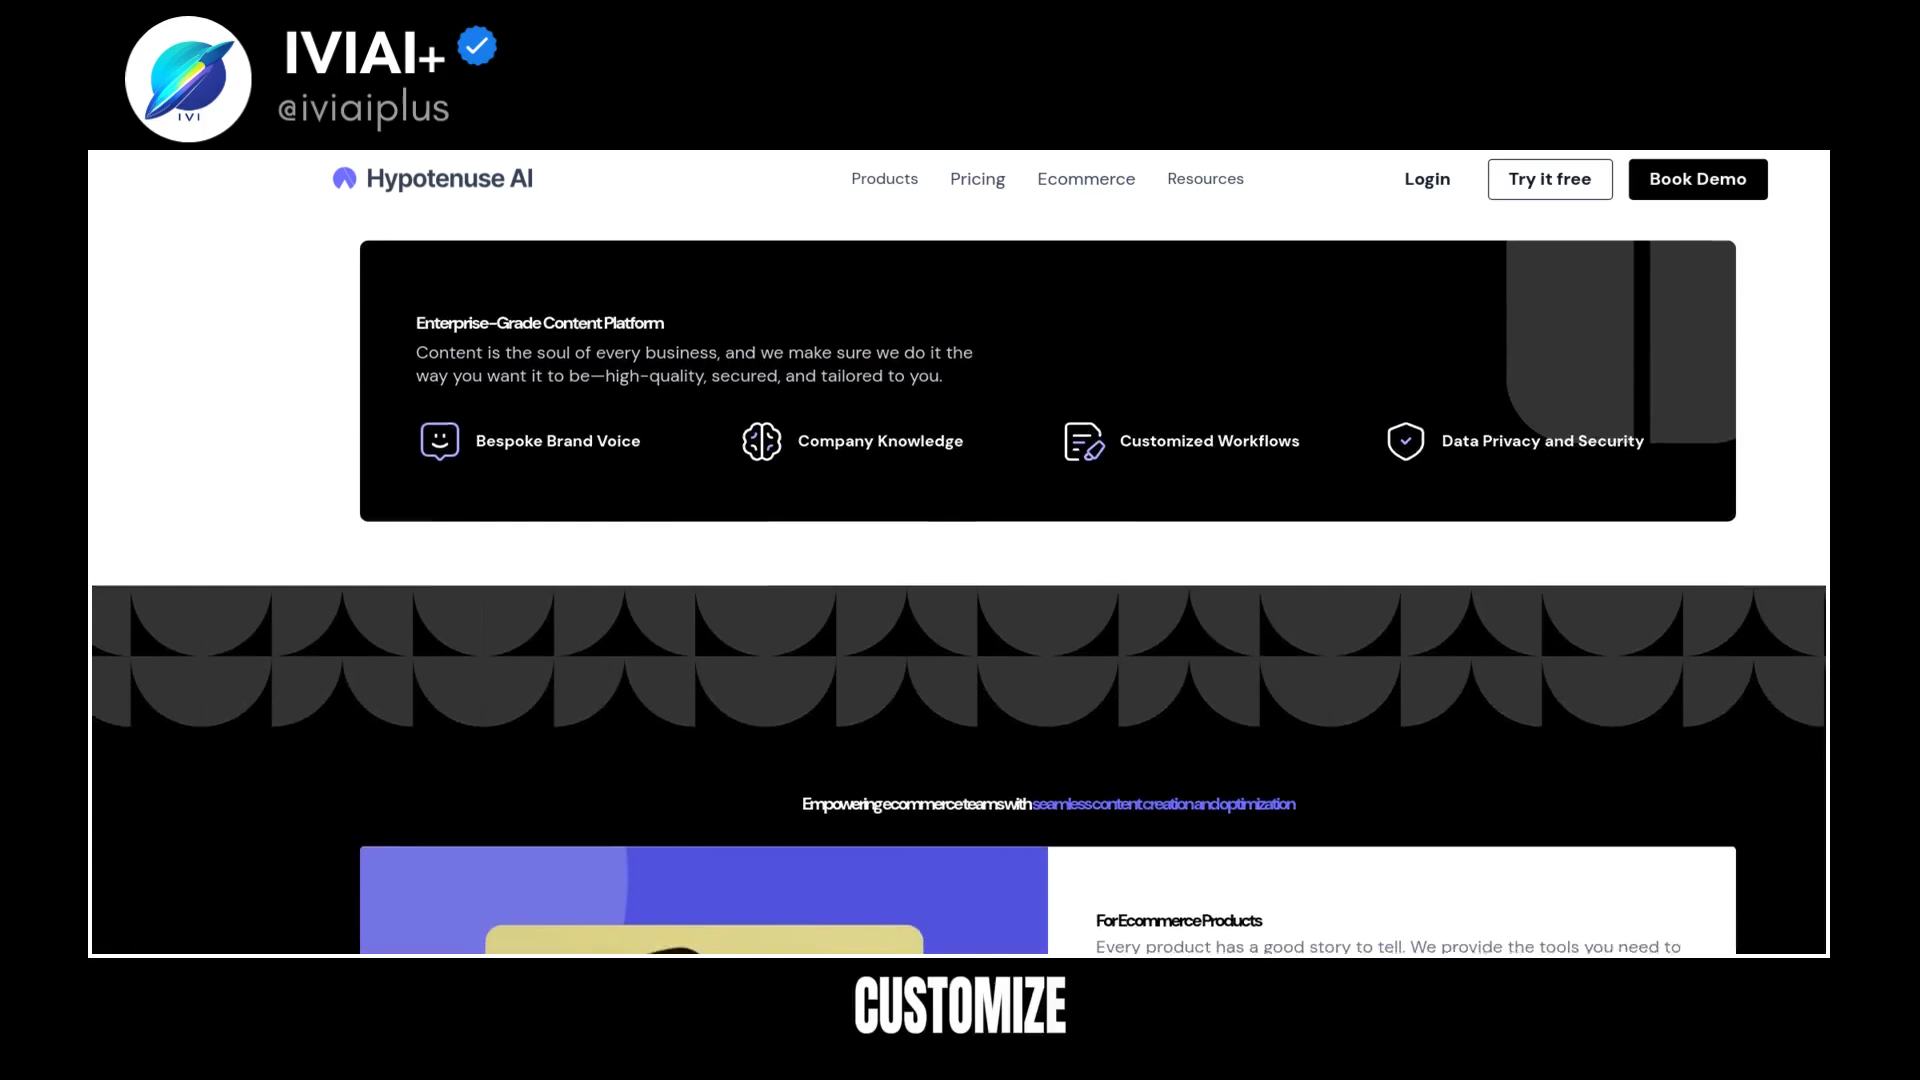 IVIAI+
@iviaiplus
IVI
Hypotenuse AI
Products
Pricing
Ecommerce
Resources
Login
Try it free
Book Demo
Enterprise-Grade Content Platform
Content is the soul of every business, and we make sure we do it the
way you want it to be—high-quality, secured, and tailored to you.
Bespoke Brand Voice
Company Knowledge
Customized Workflows
Data Privacy and Security
Empowering ecommerce teams with seamless content creation and optimization
For Ecommerce Products
Every product has a good story to tell. We provide the tools you need to
CUSTOMIZE